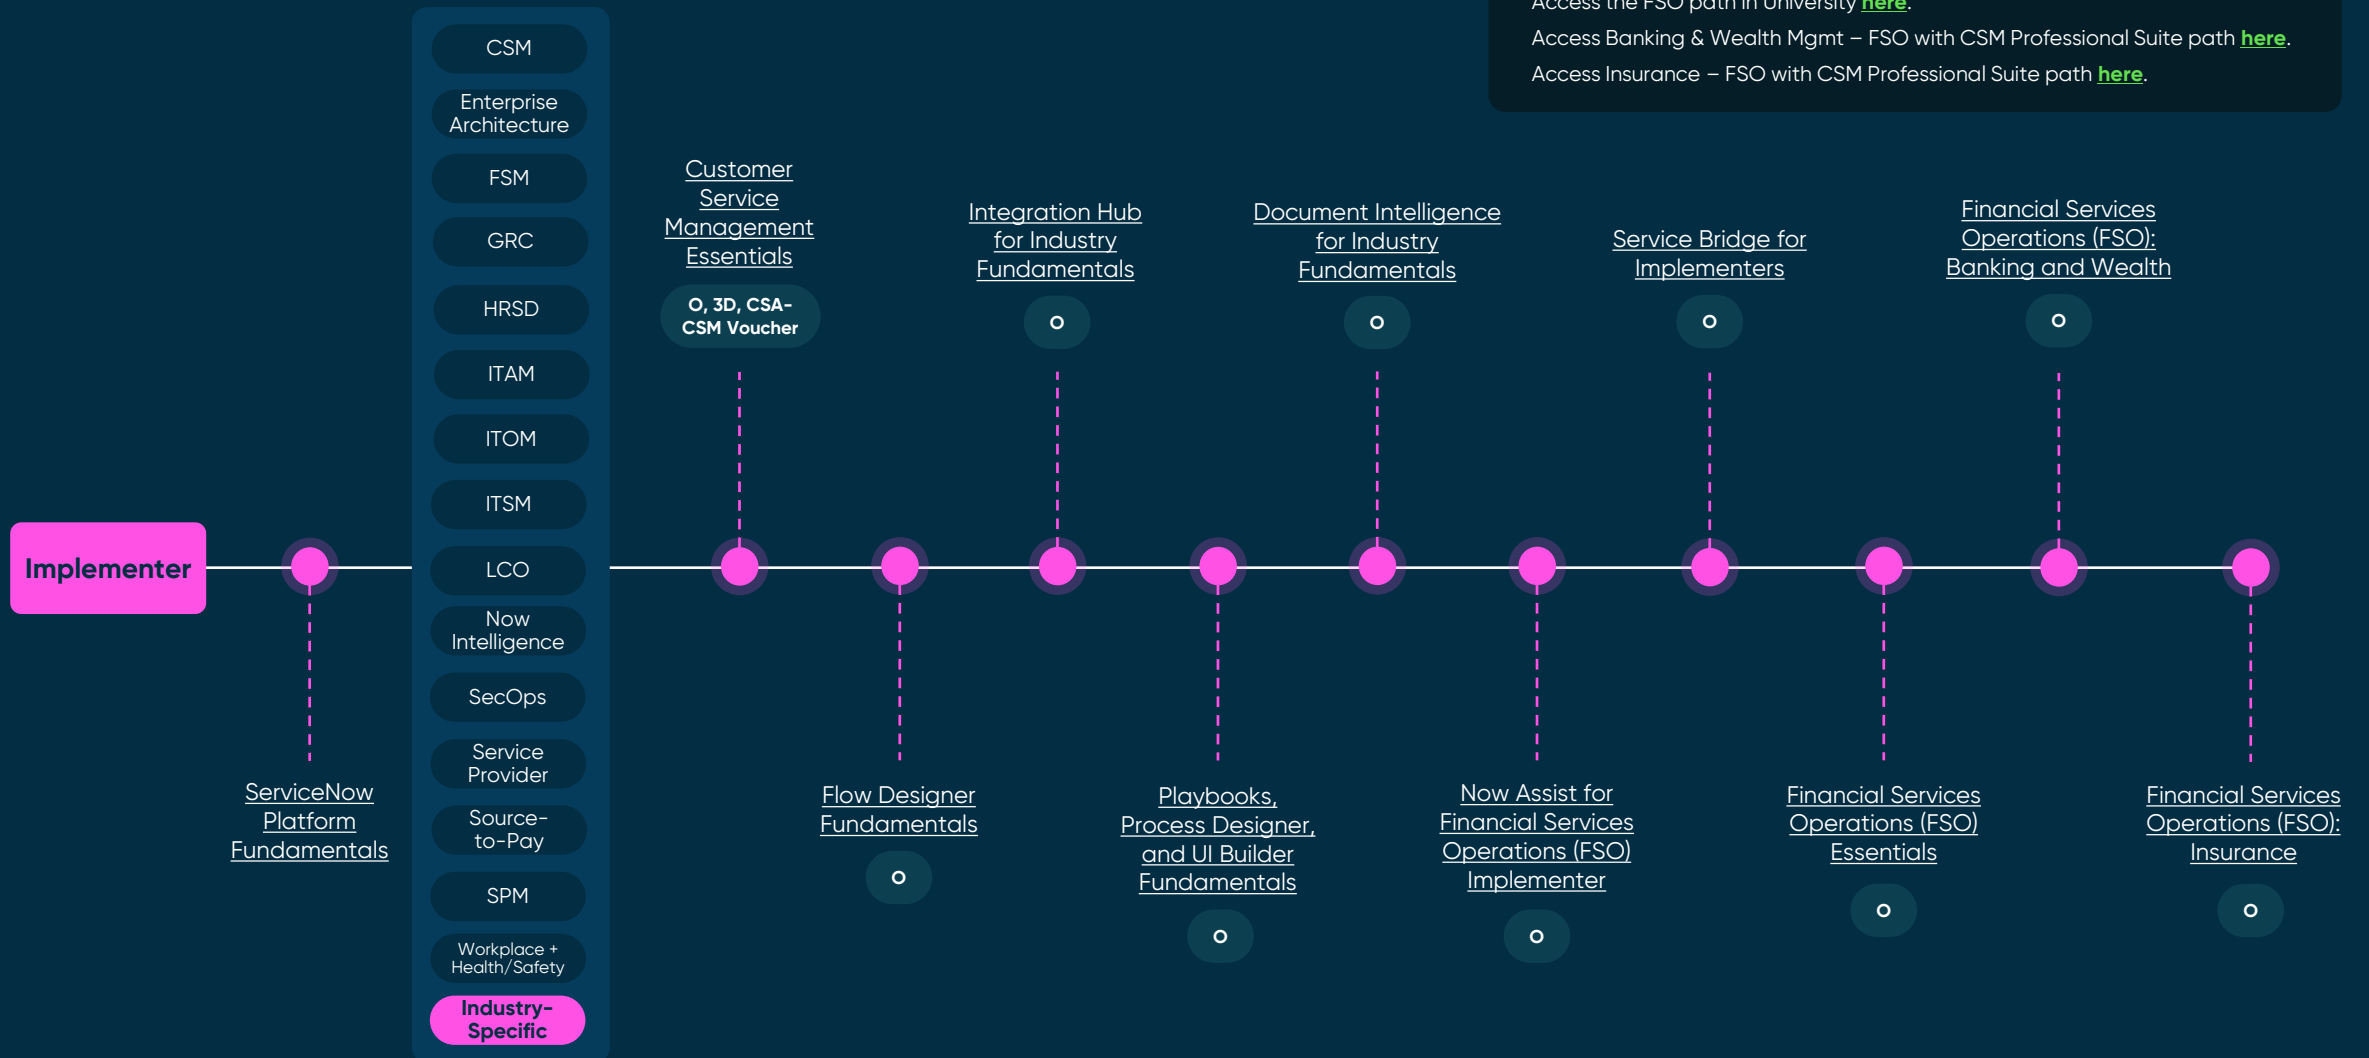 Access the FSO path in University here.
Access Banking & Wealth Mgmt – FSO with CSM Professional Suite path here.
Access Insurance – FSO with CSM Professional Suite path here.
Implementer
ServiceNow
Platform
Fundamentals
CSM
Enterprise
Architecture
FSM
GRC
HRSD
ITAM
ITOM
ITSM
LCO
Now
Intelligence
SecOps
Service
Provider
Source-
to-Pay
SPM
Workplace +
Health/Safety
Industry-
Specific
Customer
Service
Management
Essentials
O, 3D, CSA-
CSM Voucher
Flow Designer
Fundamentals
O
Integration Hub
for Industry
Fundamentals
O
Playbooks,
Process Designer,
and UI Builder
Fundamentals
O
Document Intelligence
for Industry
Fundamentals
O
Now Assist for
Financial Services
Operations (FSO)
Implementer
O
Service Bridge for
Implementers
O
Financial Services
Operations (FSO)
Essentials
O
Financial Services
Operations (FSO):
Banking and Wealth
O
Financial Services
Operations (FSO):
Insurance
O